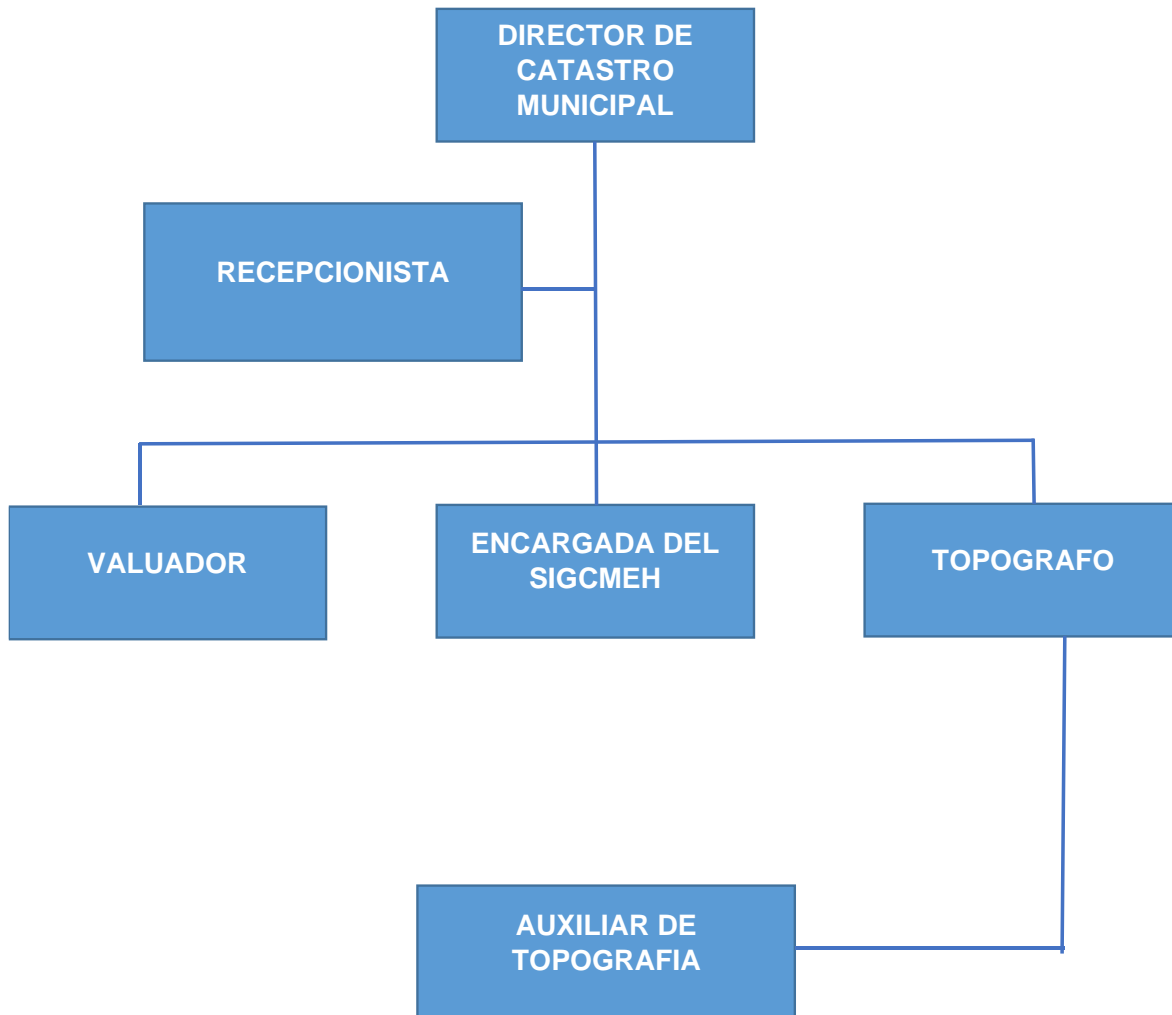 DIRECTOR DE
CATASTRO
MUNICIPAL
RECEPCIONISTA
VALUADOR
ENCARGADA DEL
SIGCMEH
TOPOGRAFO
AUXILIAR DE
TOPOGRAFIA